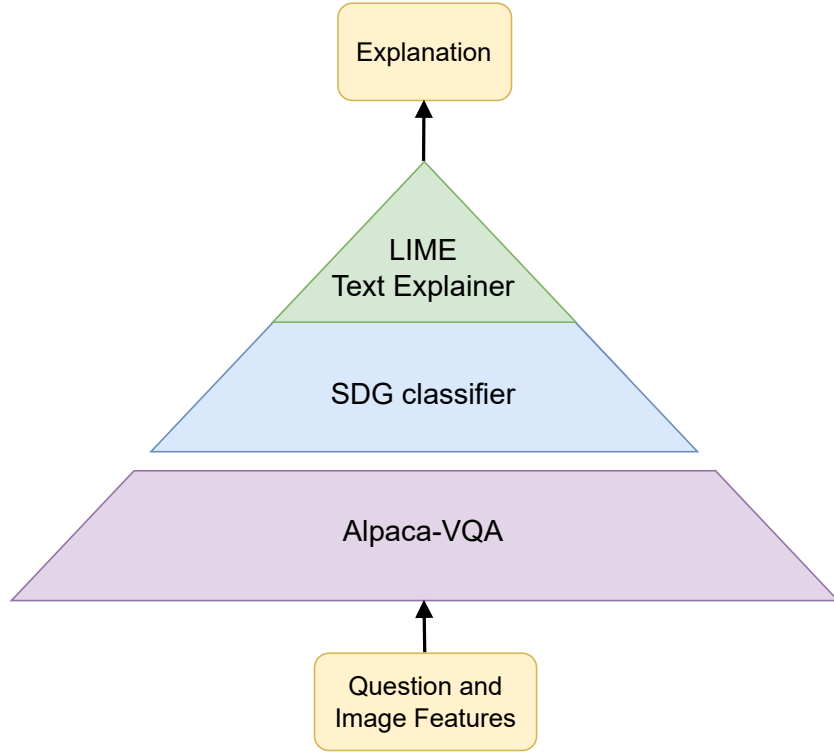 Explanation
LIME
Text Explainer
SDG classifier
Alpaca-VQA
Question and
Image Features